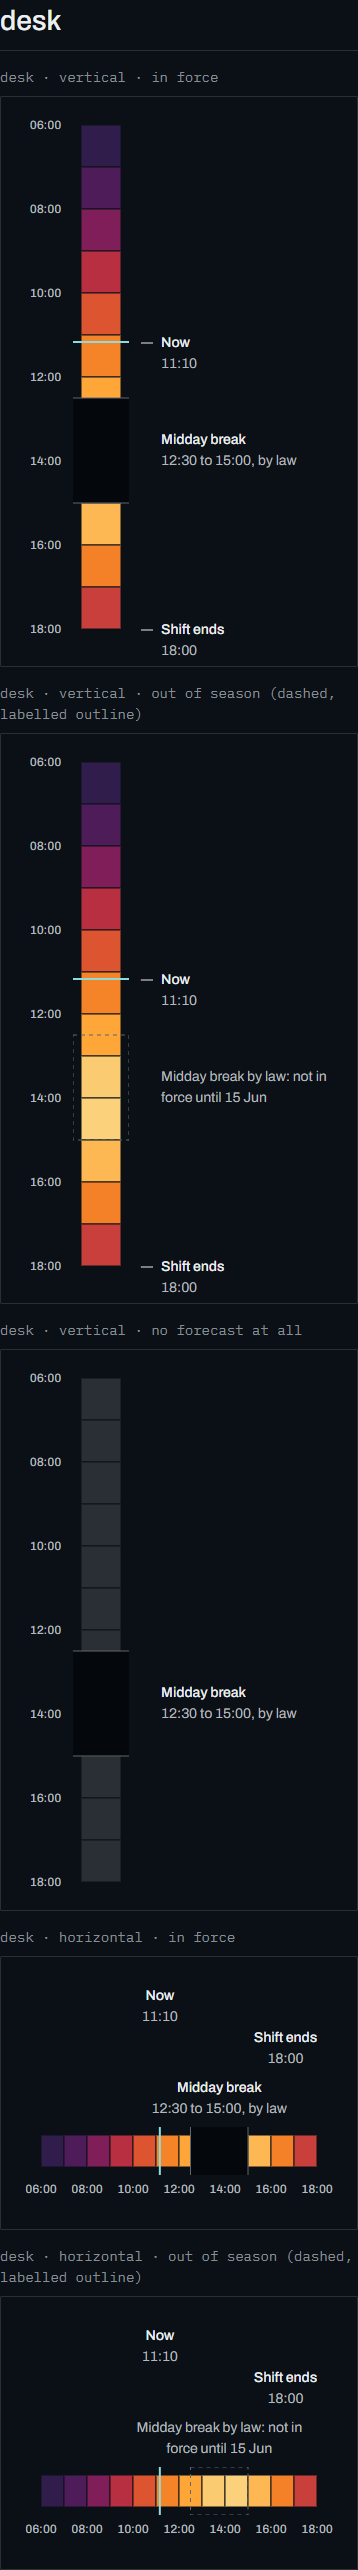 desk
desk · vertical · in force
06:00
08:00
10:00
Now
11:10
12:00
Midday break
12:30 to 15:00, by law
14:00
16:00
18:00
Shift ends
18:00
desk · vertical · out of season (dashed,
labelled outline)
06:00
08:00
10:00
Now
11:10
12:00
Midday break by law: not in
force until 15 Jun
14:00
16:00
18:00
Shift ends
18:00
desk · vertical · no forecast at all
06:00
08:00
10:00
12:00
Midday break
12:30 to 15:00, by law
14:00
16:00
18:00
desk · horizontal · in force
Now
11:10
Shift ends
18:00
Midday break
12:30 to 15:00, by law
06:00 08:00 10:00 12:00 14:00 16:00 18:00
desk · horizontal · out of season (dashed,
labelled outline)
Now
11:10
Shift ends
18:00
Midday break by law: not in
force until 15 Jun
06:00 08:00 10:00 12:00 14:00 16:00 18:00